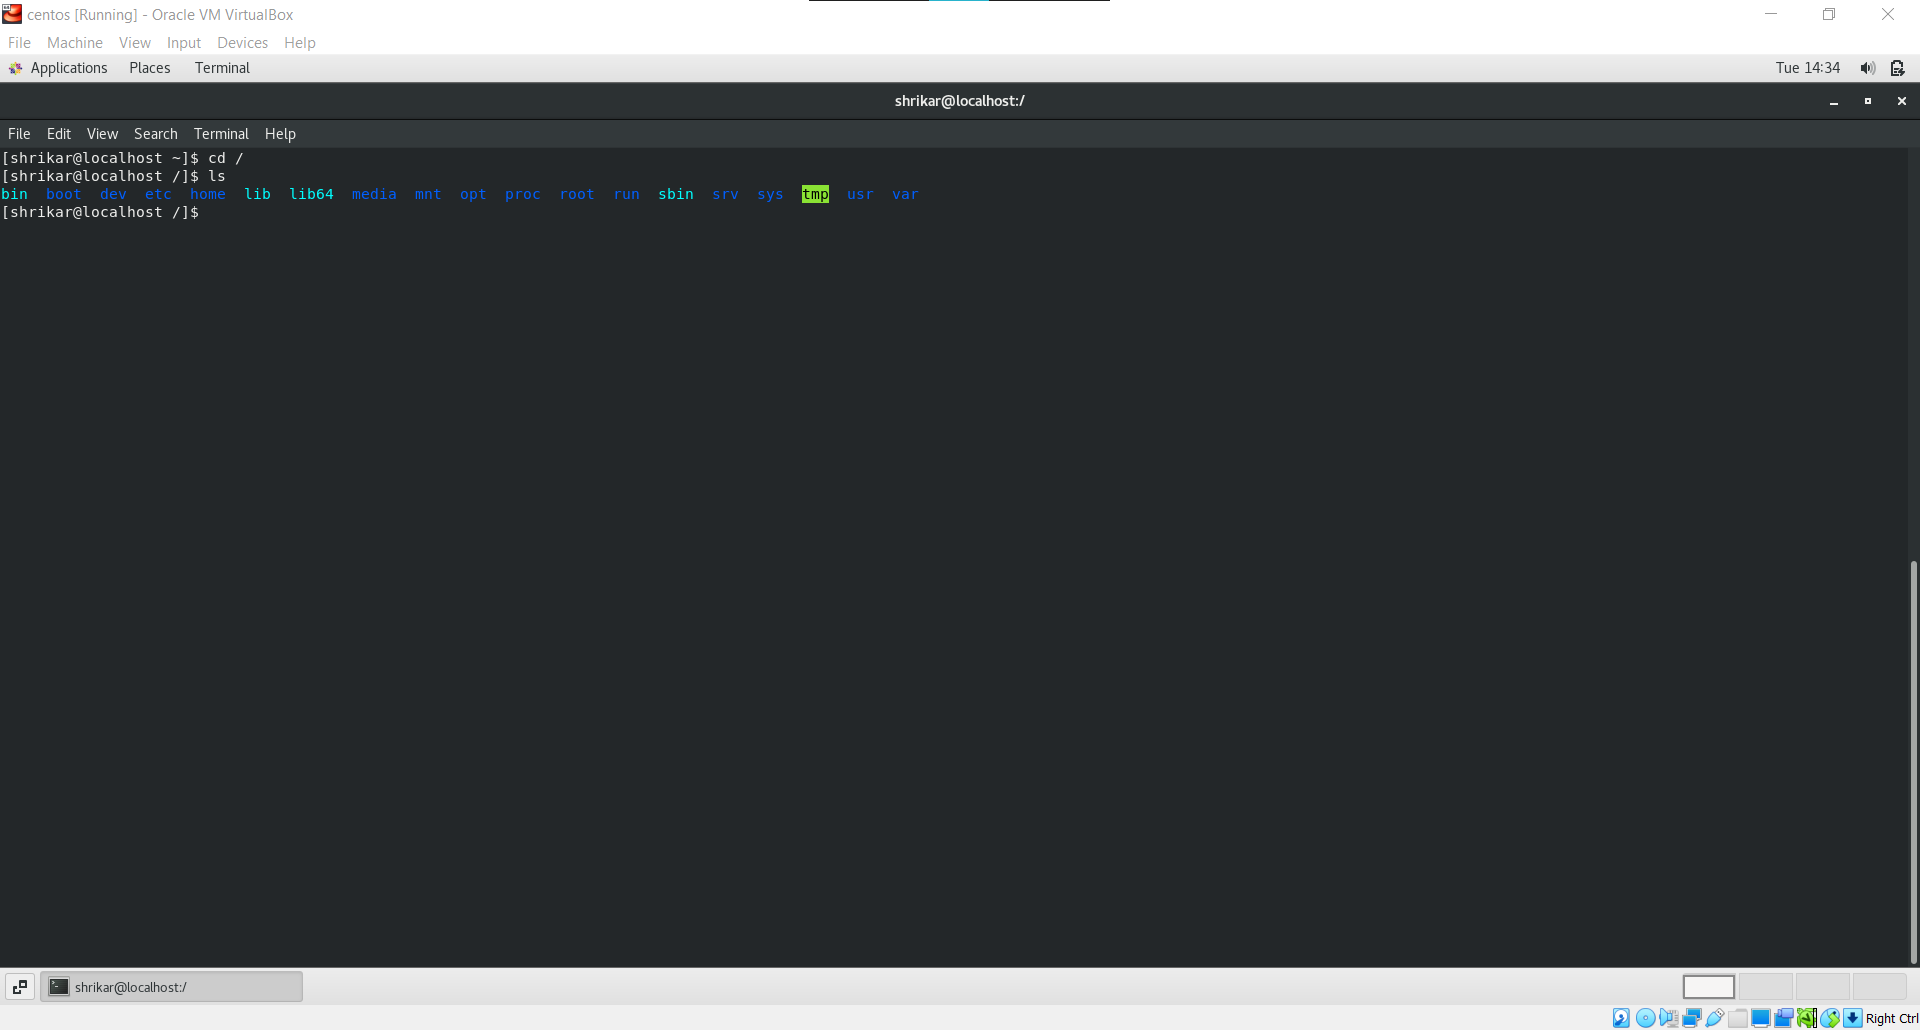 centos [Running] - Oracle VM VirtualBox
File Machine View Input Devices Help
Applications Places Terminal Tue 14:34
shrikar@localhost:/
File Edit View Search Terminal Help
[shrikar@localhost ~]$ cd /
[shrikar@localhost /]$ ls
bin boot dev etc home lib lib64 media mnt opt proc root run sbin srv sys tmp usr var
[shrikar@localhost /]$
shrikar@localhost:/
Right Ctrl